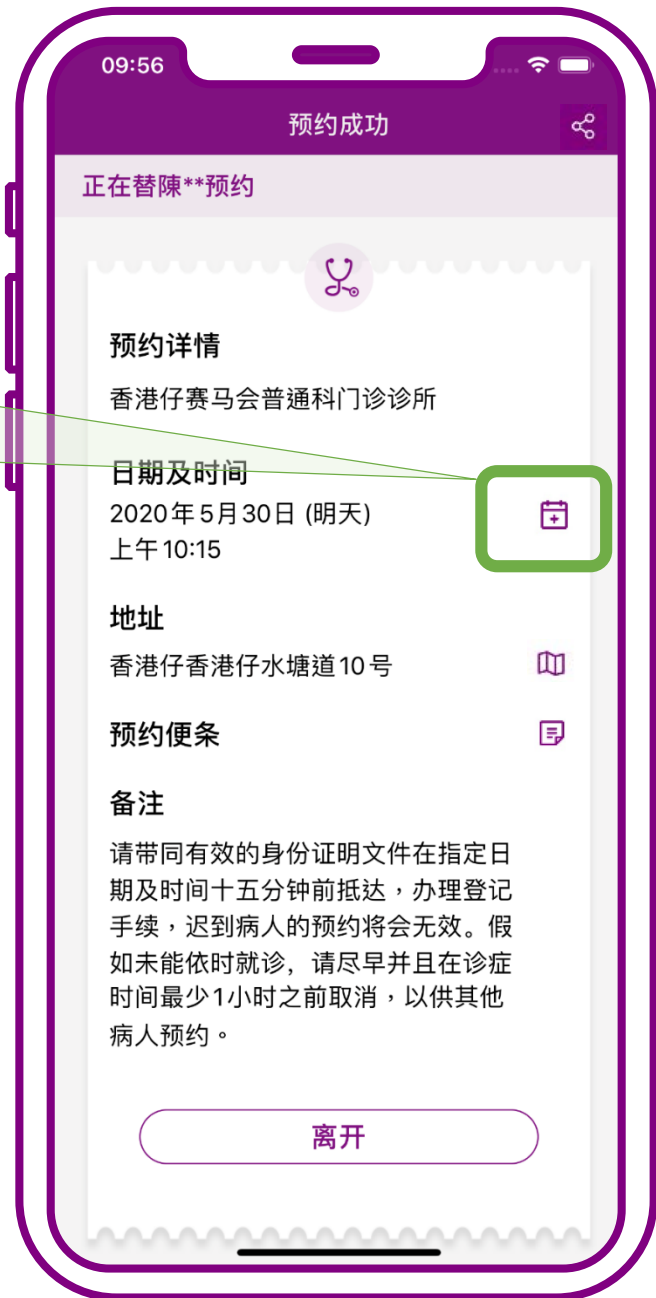 09:56
预约成功
正在替陳**预约
预约详情
香港仔赛马会普通科门诊诊所
日期及时间
2020年5月30日 (明天)
上午10:15
地址
香港仔香港仔水塘道10号
预约便条
备注
请带同有效的身份证明文件在指定日
期及时间十五分钟前抵达，办理登记
手续，迟到病人的预约将会无效。假
如未能依时就诊，请尽早并且在诊症
时间最少1小时之前取消，以供其他
病人预约。
离开